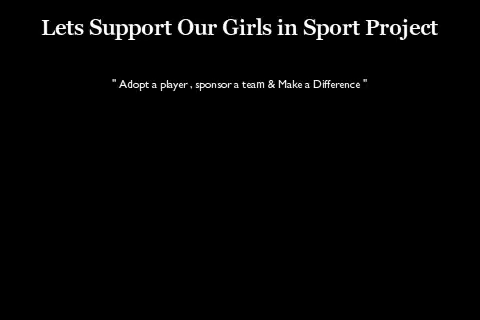 Lets Support Our Girls in Sport Project
" Adopt a player , sponsor a team & Make a Difference "